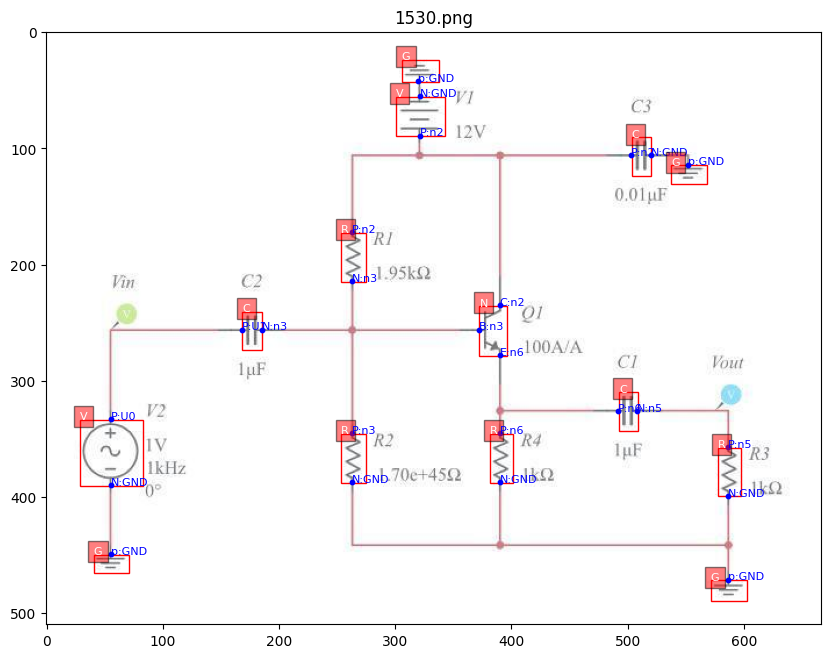 1530.png
G
p:GND
V
N:GND
V1
P:n2
12V
C3
C
P:n2
N:GND
G
p:GND
0.01μF
R
P:n2
R1
1.95kΩ
N:n3
Vin
V
C2
C
N:n3
1μF
N
C:n2
Q1
B:n3
100A/A
E:n6
C1
C
N:n5
1μF
Vout
V
V
P:U0
V2
1V
1kHz
0°
N:GND
G
p:GND
R
P:n3
R2
1.70e+45Ω
N:GND
R
P:n6
R4
1kΩ
N:GND
R
P:n5
R3
1kΩ
N:GND
G
p:GND
0
100
200
300
400
500
0 100 200 300 400 500 600